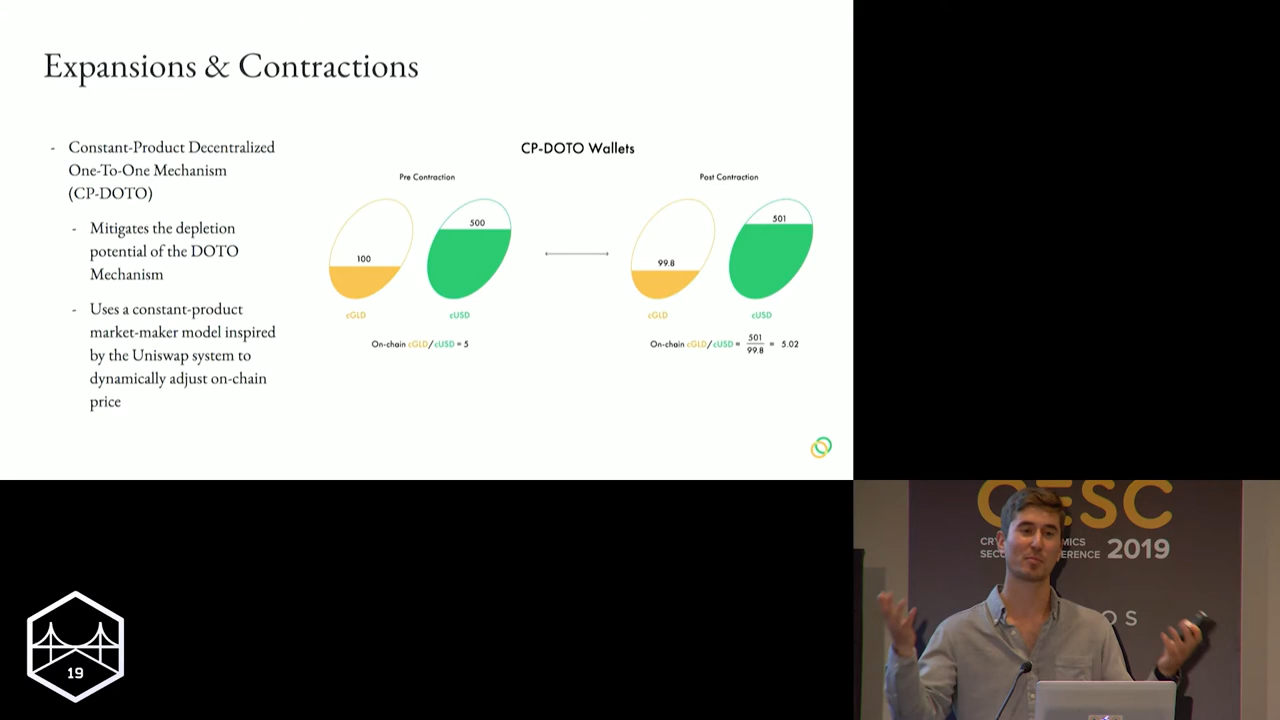 Expansions & Contractions
- Constant-Product Decentralized
One-To-One Mechanism
(CP-DOTO)
- Mitigates the depletion
potential of the DOTO
Mechanism
- Uses a constant-product
market-maker model inspired
by the Uniswap system to
dynamically adjust on-chain
price
CP-DOTO Wallets
Pre Contraction
100
500
cGLD
cUSD
On-chain cGLD/cUSD = 5
Post Contraction
99.8
501
cGLD
cUSD
On-chain cGLD/cUSD = 501/99.8 = 5.02
19
CESC
2019